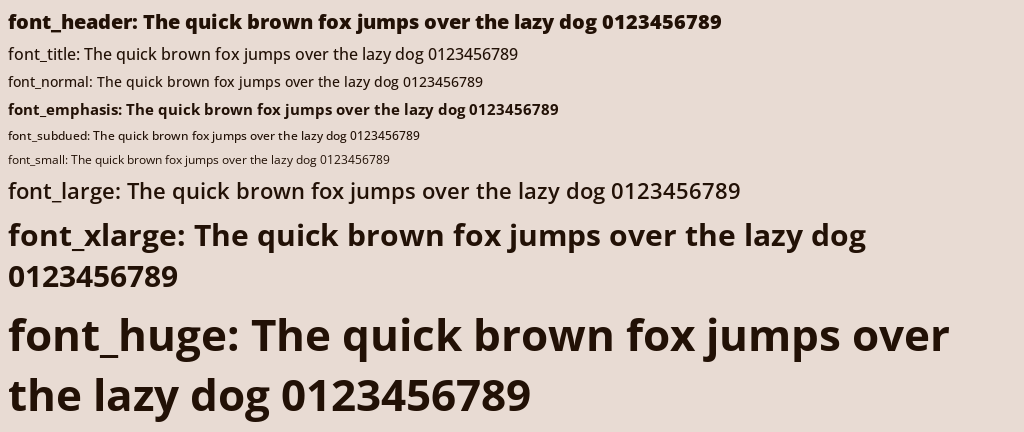 font_header: The quick brown fox jumps over the lazy dog 0123456789
font_title: The quick brown fox jumps over the lazy dog 0123456789
font_normal: The quick brown fox jumps over the lazy dog 0123456789
font_emphasis: The quick brown fox jumps over the lazy dog 0123456789
font_subdued: The quick brown fox jumps over the lazy dog 0123456789
font_small: The quick brown fox jumps over the lazy dog 0123456789
font_large: The quick brown fox jumps over the lazy dog 0123456789
font_xlarge: The quick brown fox jumps over the lazy dog
0123456789
font_huge: The quick brown fox jumps over
the lazy dog 0123456789